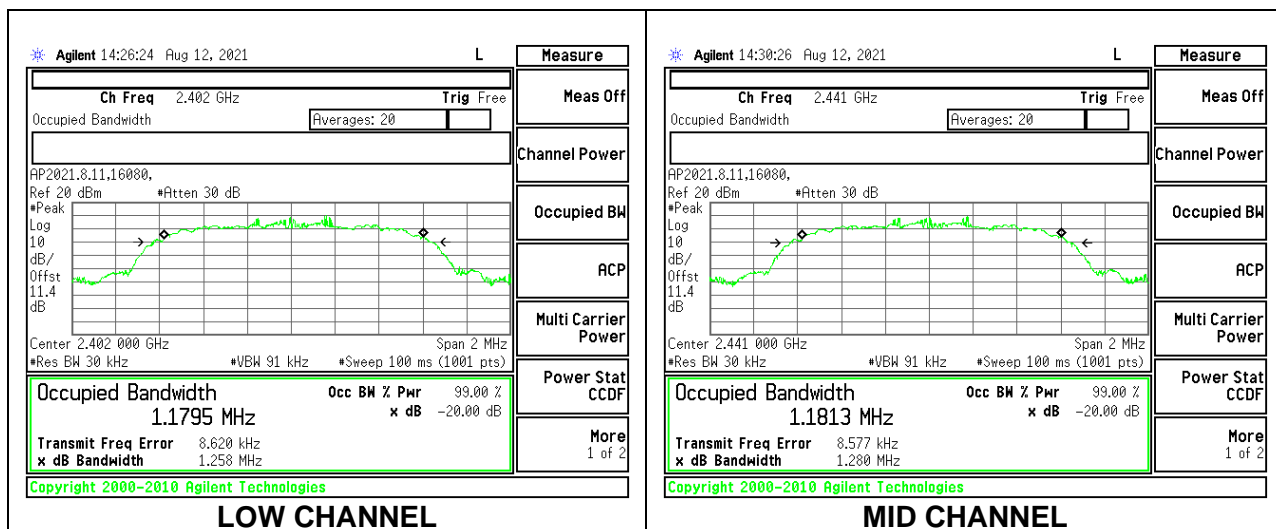 Agilent 14:26:24 Aug 12, 2021 L
Measure
Ch Freq 2.402 GHz Trig Free
Occupied Bandwidth Averages: 20
AP2021.8.11,16080,
Ref 20 dBm #Atten 30 dB
#Peak
Log
10
dB/
Offst
11.4
dB
Center 2.402 000 GHz Span 2 MHz
#Res BW 30 kHz #VBW 91 kHz #Sweep 100 ms (1001 pts)
Occupied Bandwidth Occ BW % Pwr 99.00 %
1.1795 MHz x dB -20.00 dB
Transmit Freq Error 8.620 kHz
x dB Bandwidth 1.258 MHz
Copyright 2000-2010 Agilent Technologies
Meas Off
Channel Power
Occupied BW
ACP
Multi Carrier
Power
Power Stat
CCDF
More
1 of 2
LOW CHANNEL
Agilent 14:30:26 Aug 12, 2021 L
Measure
Ch Freq 2.441 GHz Trig Free
Occupied Bandwidth Averages: 20
AP2021.8.11,16080,
Ref 20 dBm #Atten 30 dB
#Peak
Log
10
dB/
Offst
11.4
dB
Center 2.441 000 GHz Span 2 MHz
#Res BW 30 kHz #VBW 91 kHz #Sweep 100 ms (1001 pts)
Occupied Bandwidth Occ BW % Pwr 99.00 %
1.1813 MHz x dB -20.00 dB
Transmit Freq Error 8.577 kHz
x dB Bandwidth 1.280 MHz
Copyright 2000-2010 Agilent Technologies
Meas Off
Channel Power
Occupied BW
ACP
Multi Carrier
Power
Power Stat
CCDF
More
1 of 2
MID CHANNEL